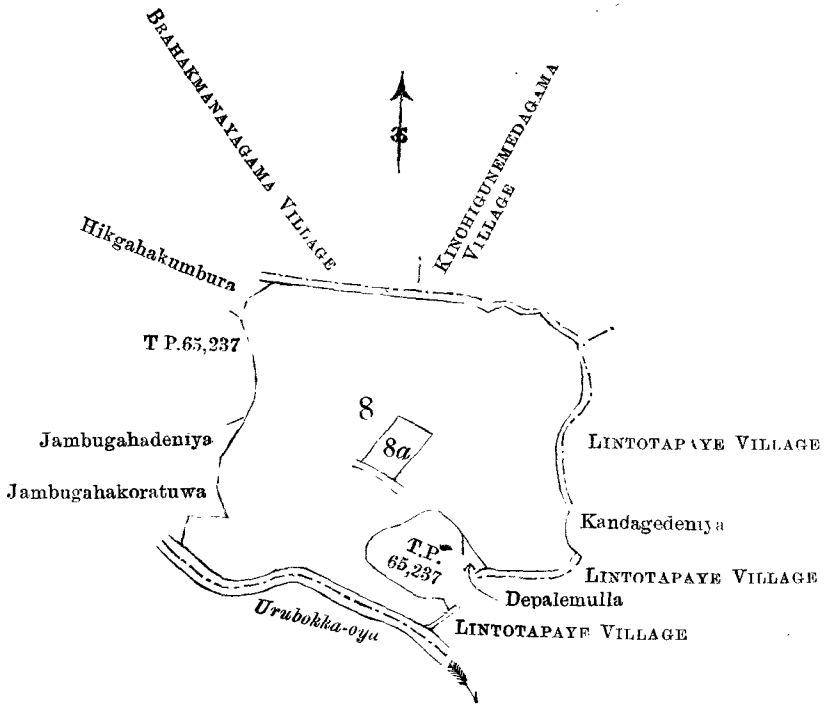 BRAHAKMANAYAGAMA VILLAGE
KINCHIGUNEMEDAGAMA
VILLAGE
Hikgahakumbura
T P.65,237
8
8a
Jambugahadeniya
LINTOTAPAYE VILLAGE
Jambugahakoratuwa
Kandagedeniya
T.P.
65,237
LINTOTAPAYE VILLAGE
Depalemulla
Urubokka-oya
LINTOTAPAYE VILLAGE